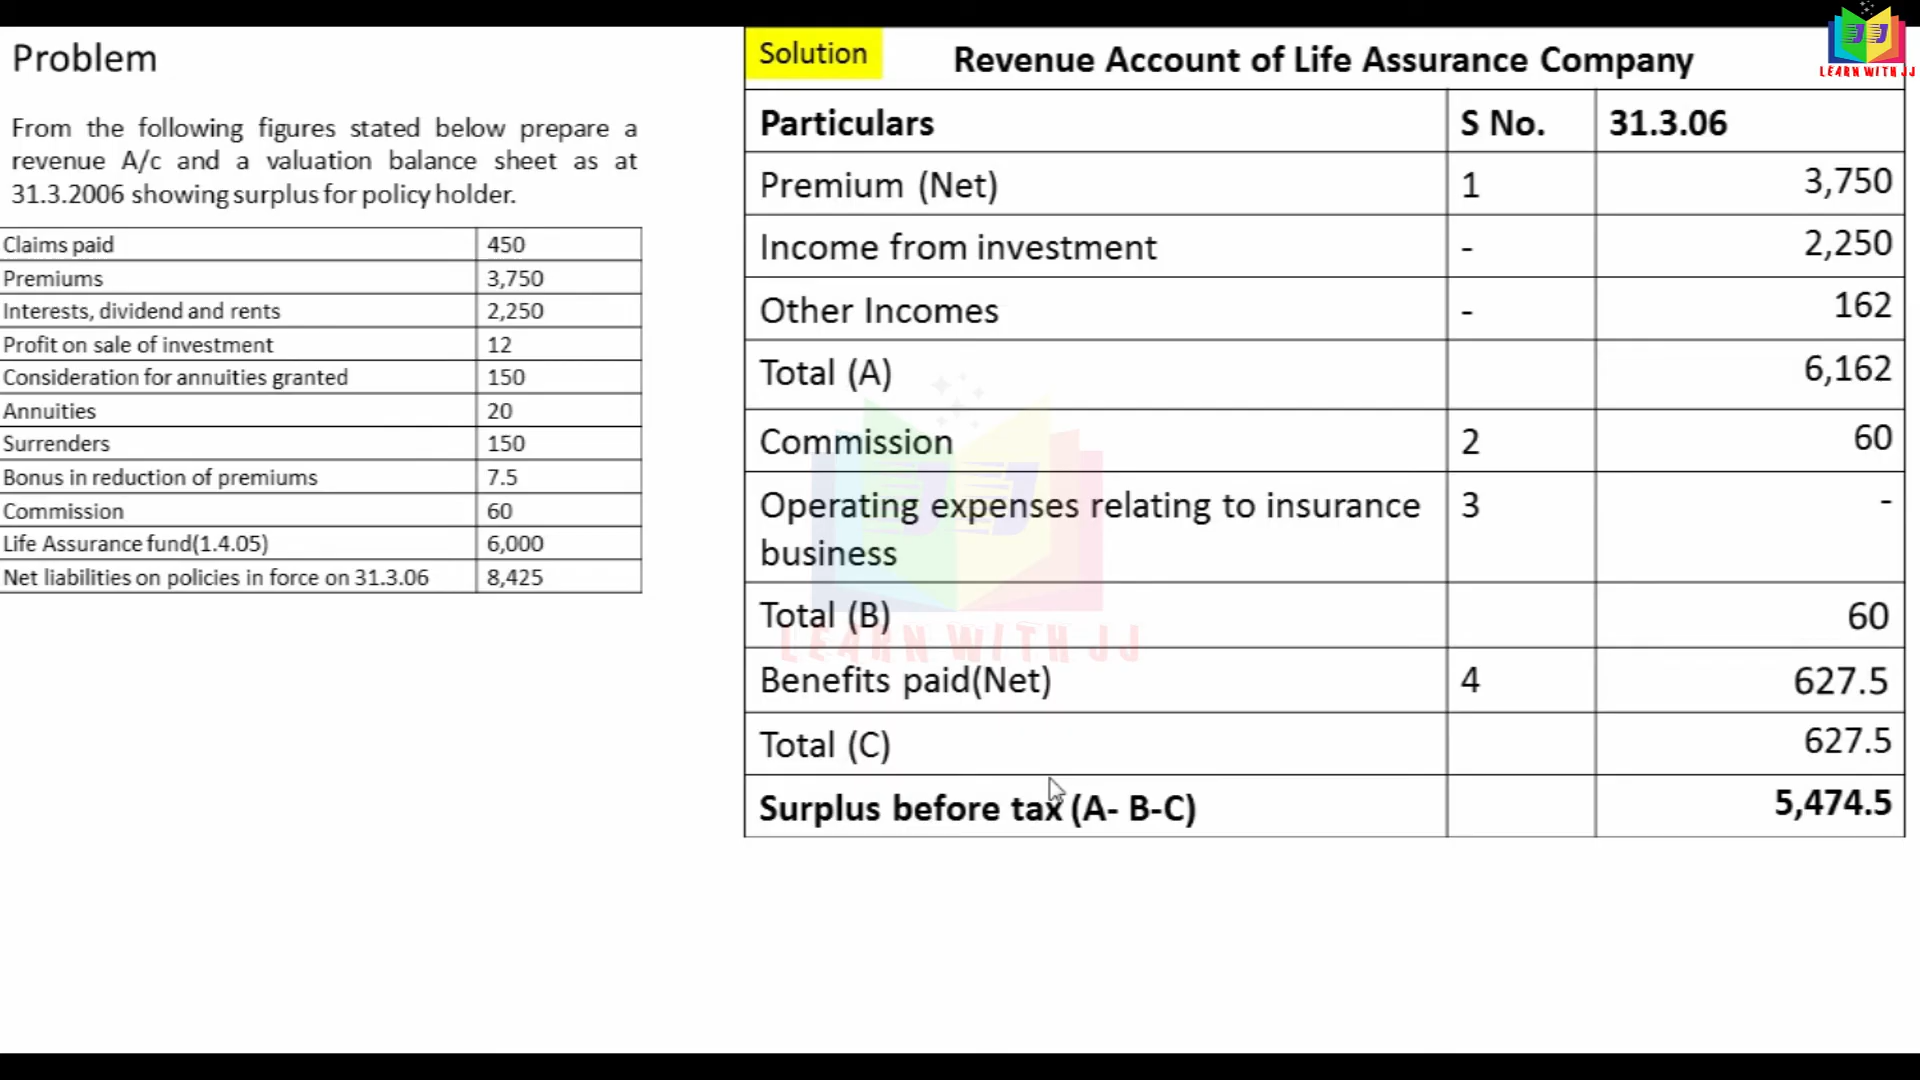 LEARN WITH JJ
Problem
From the following figures stated below prepare a
revenue A/c and a valuation balance sheet as at
31.3.2006 showing surplus for policy holder.
Claims paid 450
Premiums 3,750
Interests, dividend and rents 2,250
Profit on sale of investment 12
Consideration for annuities granted 150
Annuities 20
Surrenders 150
Bonus in reduction of premiums 7.5
Commission 60
Life Assurance fund(1.4.05) 6,000
Net liabilities on policies in force on 31.3.06 8,425
Solution
Revenue Account of Life Assurance Company
Particulars S No. 31.3.06
Premium (Net) 1 3,750
Income from investment - 2,250
Other Incomes - 162
Total (A) 6,162
Commission 2 60
Operating expenses relating to insurance 3 -
business
Total (B) 60
LEARN WITH JJ
Benefits paid(Net) 4 627.5
Total (C) 627.5
Surplus before tax (A- B-C) 5,474.5